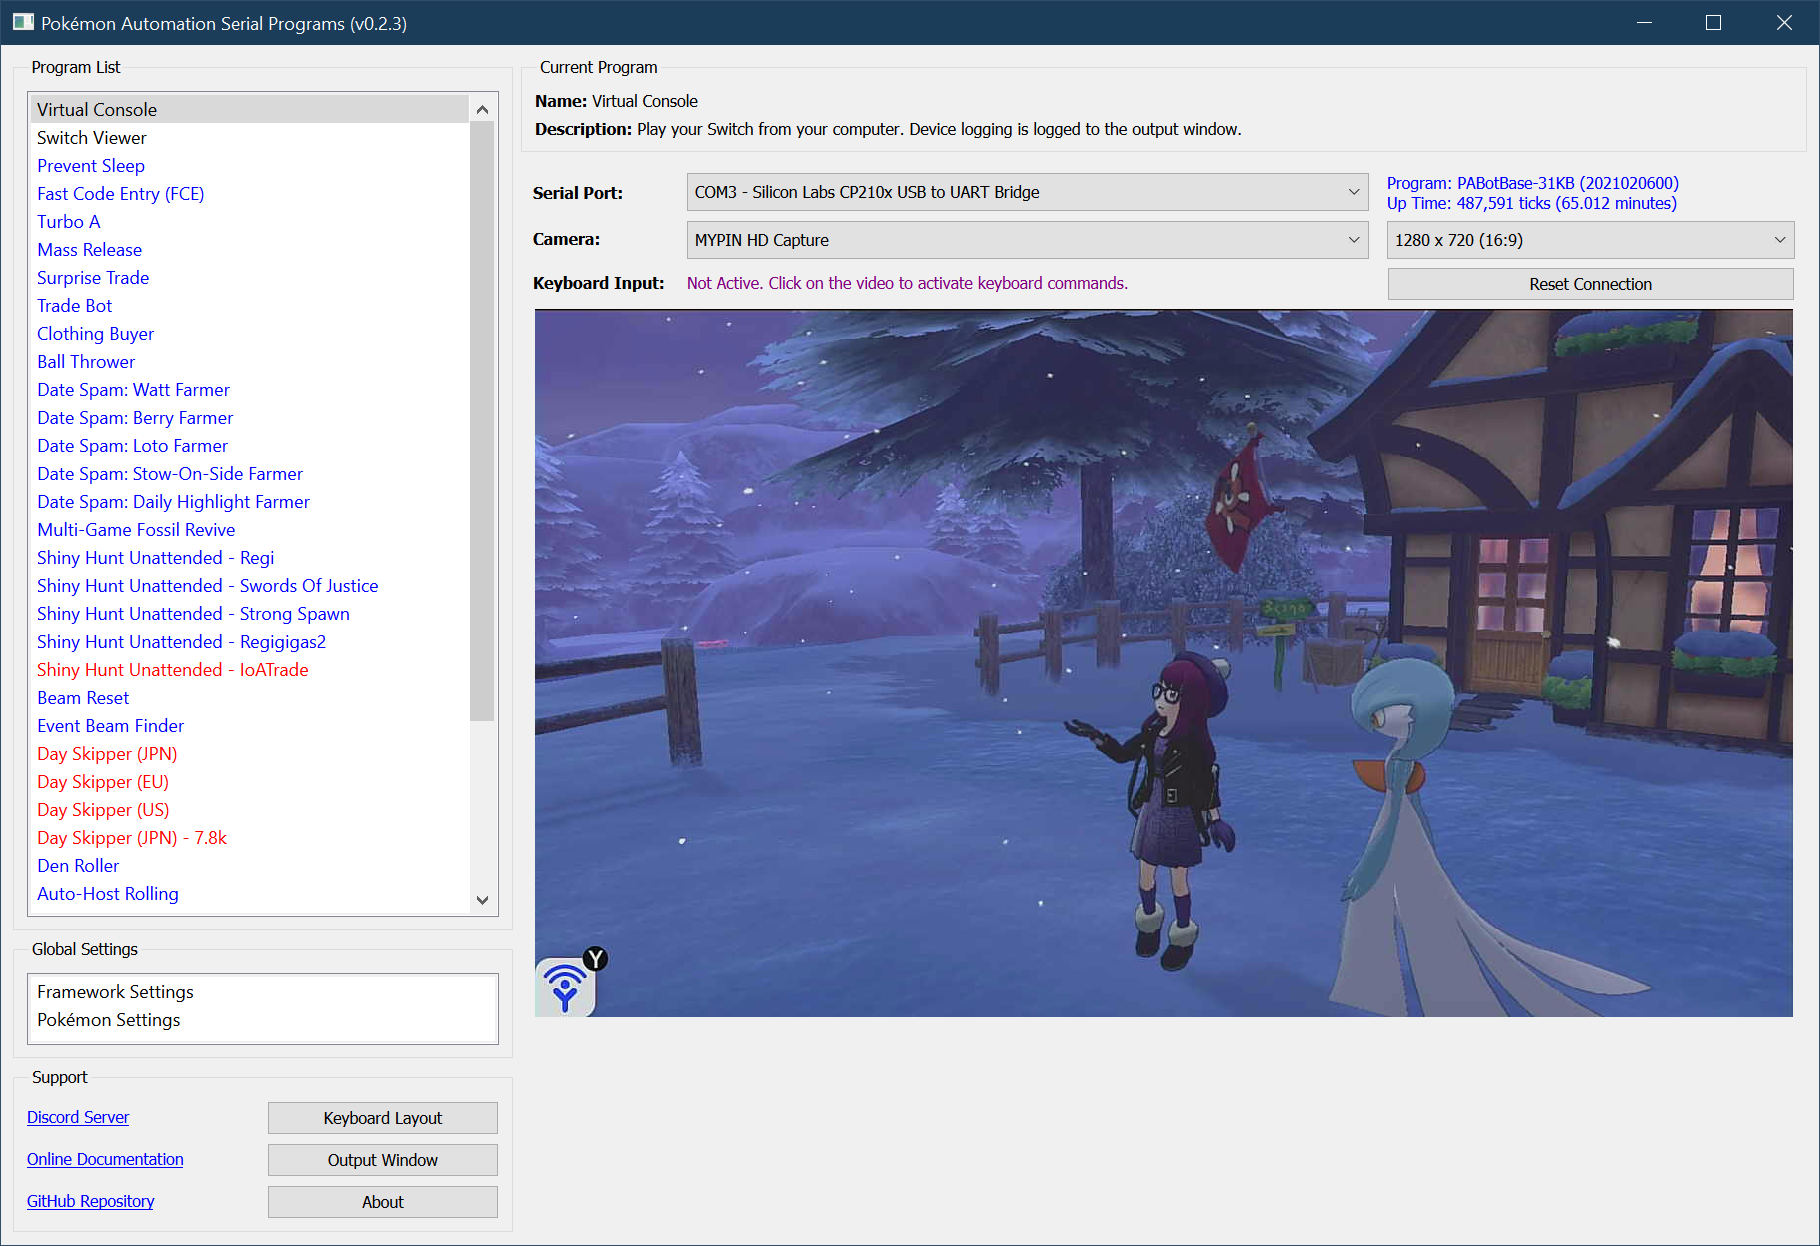 Pokémon Automation Serial Programs (v0.2.3)
Program List
Virtual Console
Switch Viewer
Prevent Sleep
Fast Code Entry (FCE)
Turbo A
Mass Release
Surprise Trade
Trade Bot
Clothing Buyer
Ball Thrower
Date Spam: Watt Farmer
Date Spam: Berry Farmer
Date Spam: Loto Farmer
Date Spam: Stow-On-Side Farmer
Date Spam: Daily Highlight Farmer
Multi-Game Fossil Revive
Shiny Hunt Unattended - Regi
Shiny Hunt Unattended - Swords Of Justice
Shiny Hunt Unattended - Strong Spawn
Shiny Hunt Unattended - Regigigas2
Shiny Hunt Unattended - IoATrade
Beam Reset
Event Beam Finder
Day Skipper (JPN)
Day Skipper (EU)
Day Skipper (US)
Day Skipper (JPN) - 7.8k
Den Roller
Auto-Host Rolling
Global Settings
Framework Settings
Pokémon Settings
Support
Discord Server
Keyboard Layout
Online Documentation
Output Window
GitHub Repository
About
Current Program
Name: Virtual Console
Description: Play your Switch from your computer. Device logging is logged to the output window.
Serial Port:
COM3 - Silicon Labs CP210x USB to UART Bridge
Program: PABotBase-31KB (2021020600)
Up Time: 487,591 ticks (65.012 minutes)
Camera:
MYPIN HD Capture
1280 x 720 (16:9)
Keyboard Input:
Not Active. Click on the video to activate keyboard commands.
Reset Connection
Y